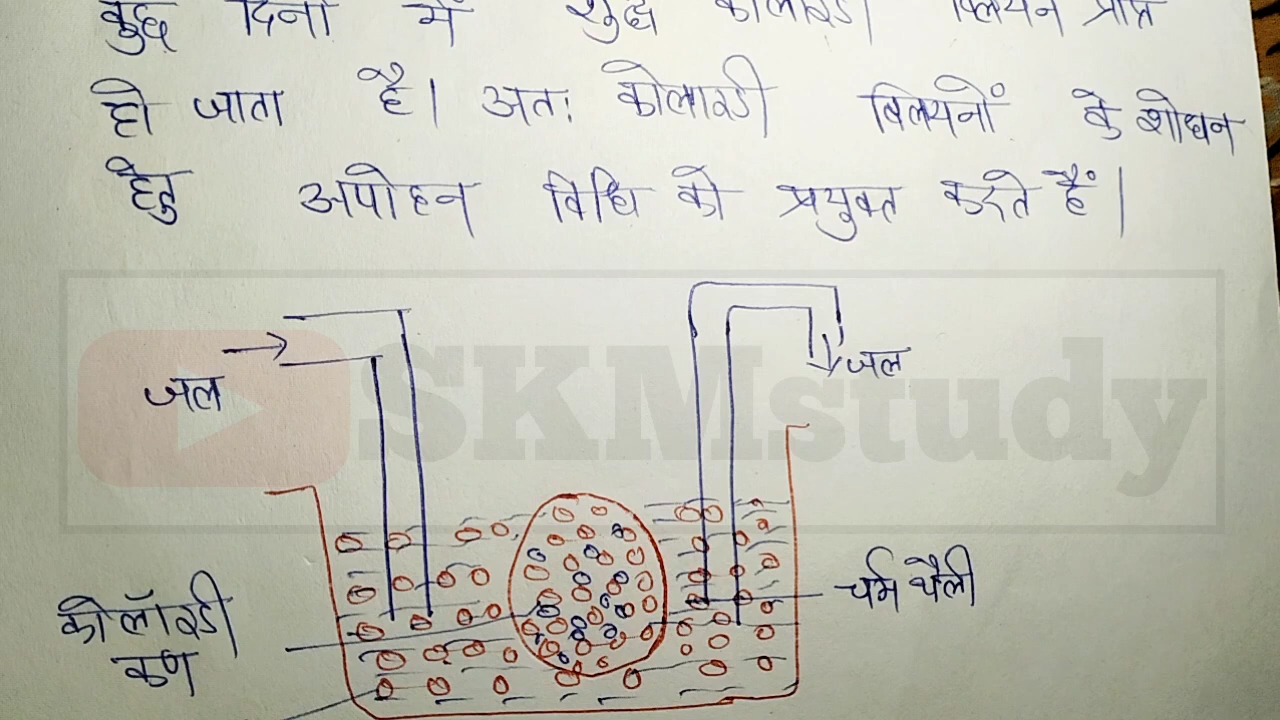 कुछ दिनों में शुद्ध कोलाइडी विलयन प्राप्त
हो जाता है। अतः कोलाइडी विलयनों के शोधन
हेतु अपोहन विधि को प्रयुक्त करते हैं।
जल
जल
SKMstudy
चर्म थैली
कोलॉइडी
कण